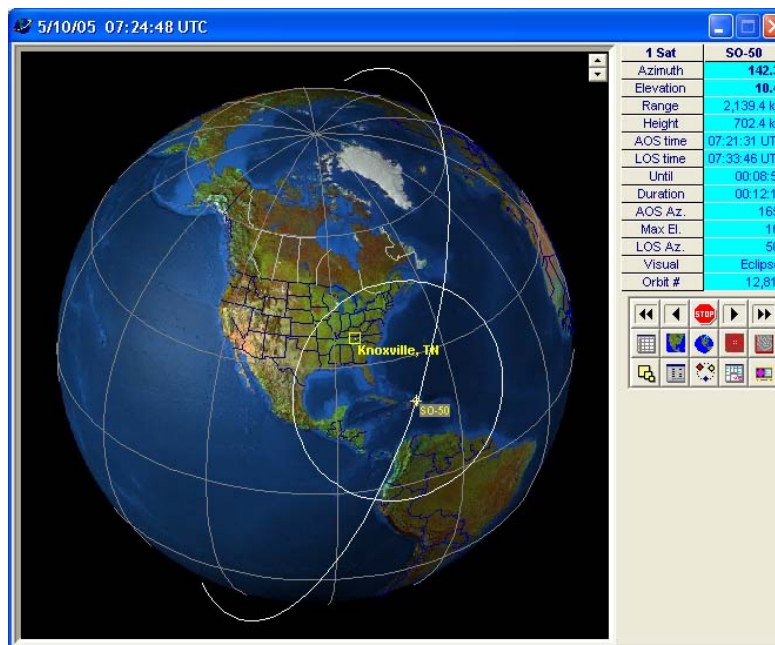 5/10/05 07:24:48 UTC
1 Sat SO-50
Azimuth 142.
Elevation 10.
Range 2,139.4 k
Height 702.4 k
AOS time 07:21:31 UT
LOS time 07:33:46 UT
Until 00:08:5
Duration 00:12:1
AOS Az. 16
Max El. 1
LOS Az. 5
Visual Eclips
Orbit # 12,81
STOP
Knoxville, TN
SO-50